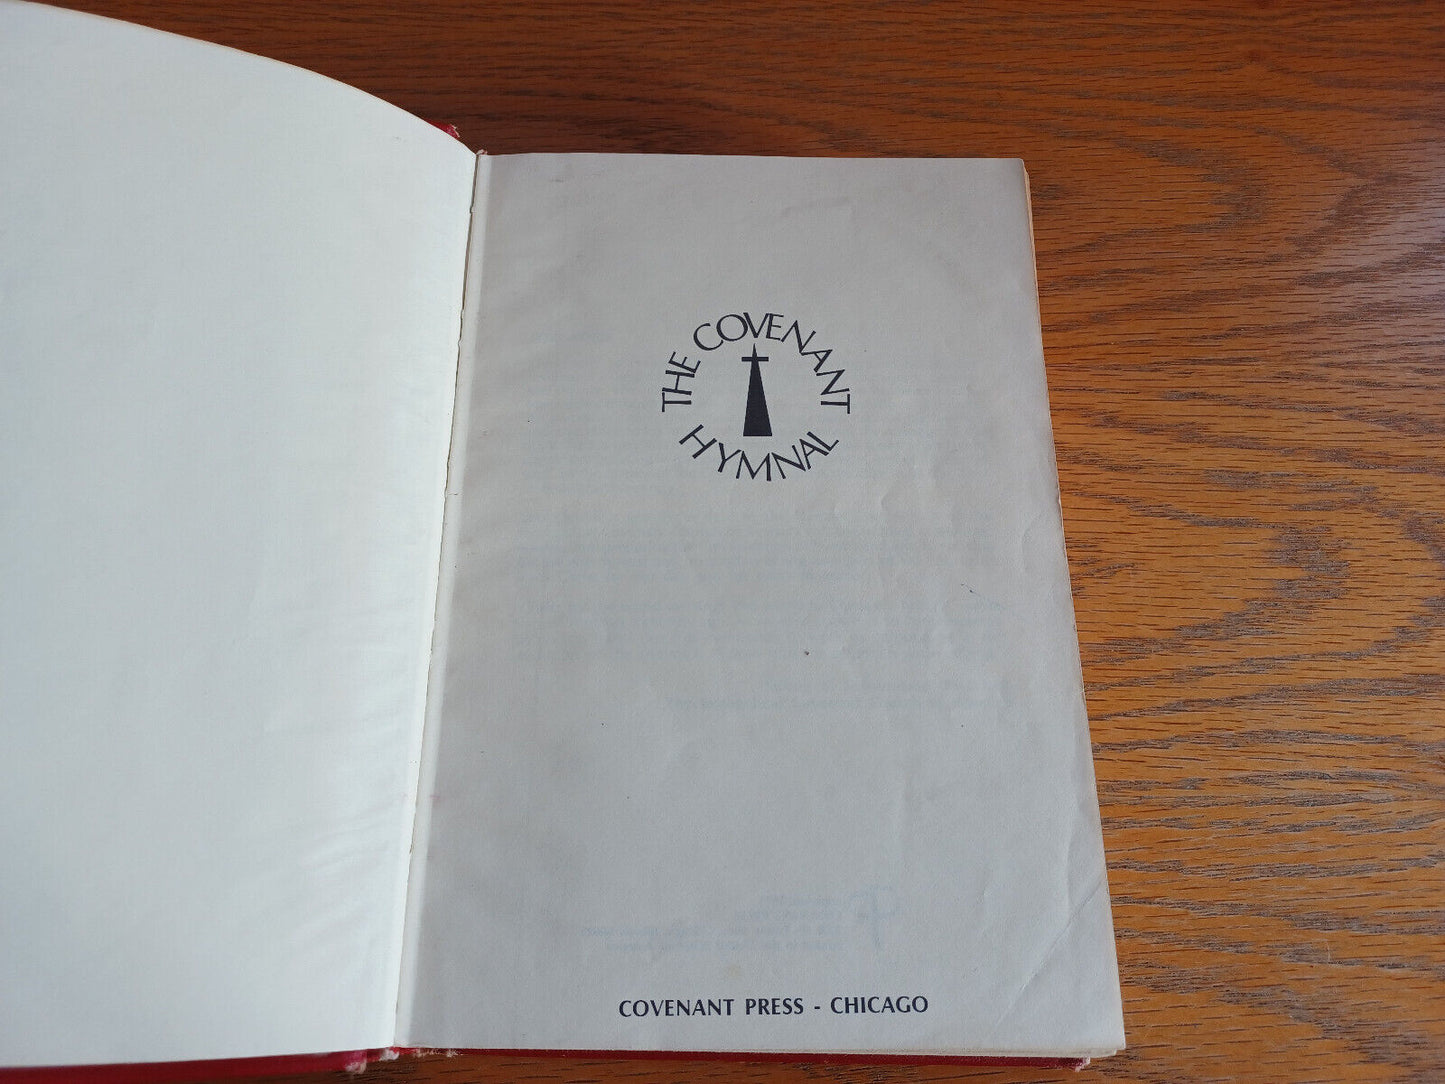 THE COVENANT
HYMNAL
COVENANT PRESS - CHICAGO